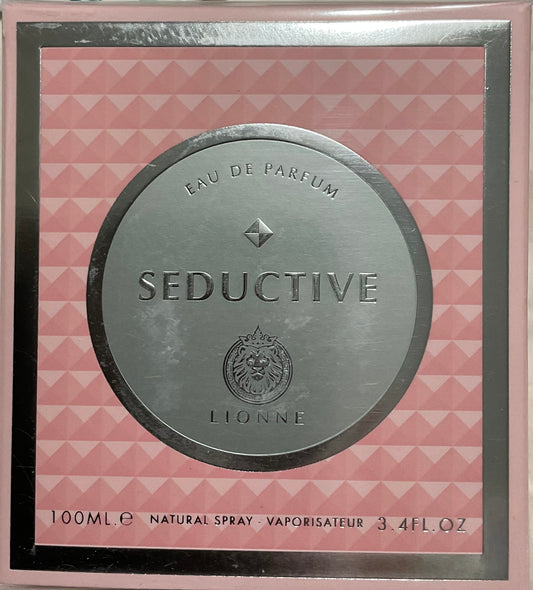 EAU DE PARFUM
SEDUCTIVE
LIONNE
100ML.e NATURAL SPRAY - VAPORISATEUR 3.4FL.OZ